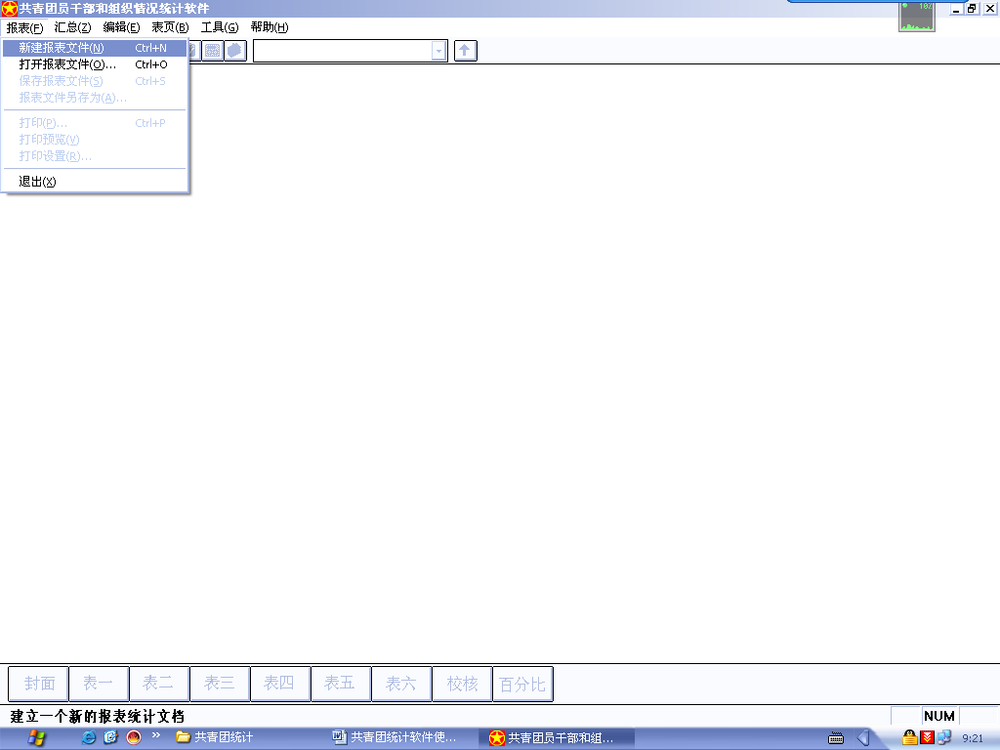 共青团员干部和组织情况统计软件
报表(F) 汇总(Z) 编辑(E) 表页(B) 工具(G) 帮助(H)
新建报表文件(N) Ctrl+N
打开报表文件(O)... Ctrl+O
保存报表文件(S) Ctrl+S
报表文件另存为(A)...
打印(P)... Ctrl+P
打印预览(V)
打印设置(R)...
退出(X)
封面 表一 表二 表三 表四 表五 表六 校核 百分比
建立一个新的报表统计文档 NUM
共青团统计 共青团统计软件使... 共青团员干部和组... 9:21